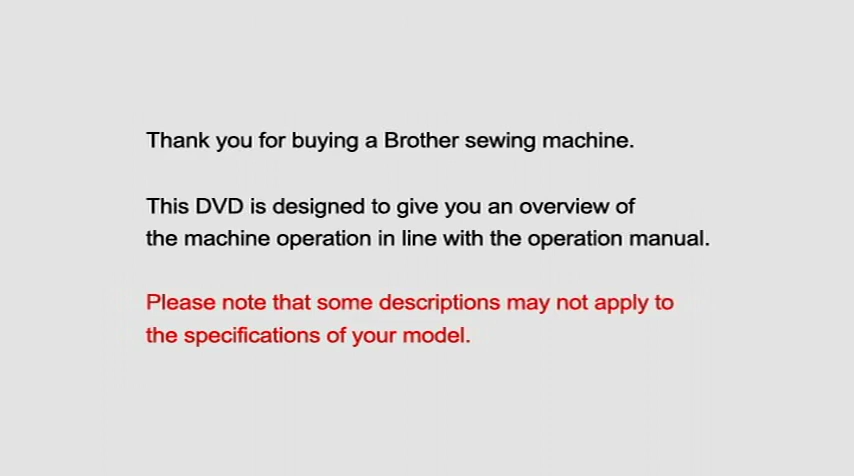 Thank you for buying a Brother sewing machine.
This DVD is designed to give you an overview of
the machine operation in line with the operation manual.
Please note that some descriptions may not apply to
the specifications of your model.